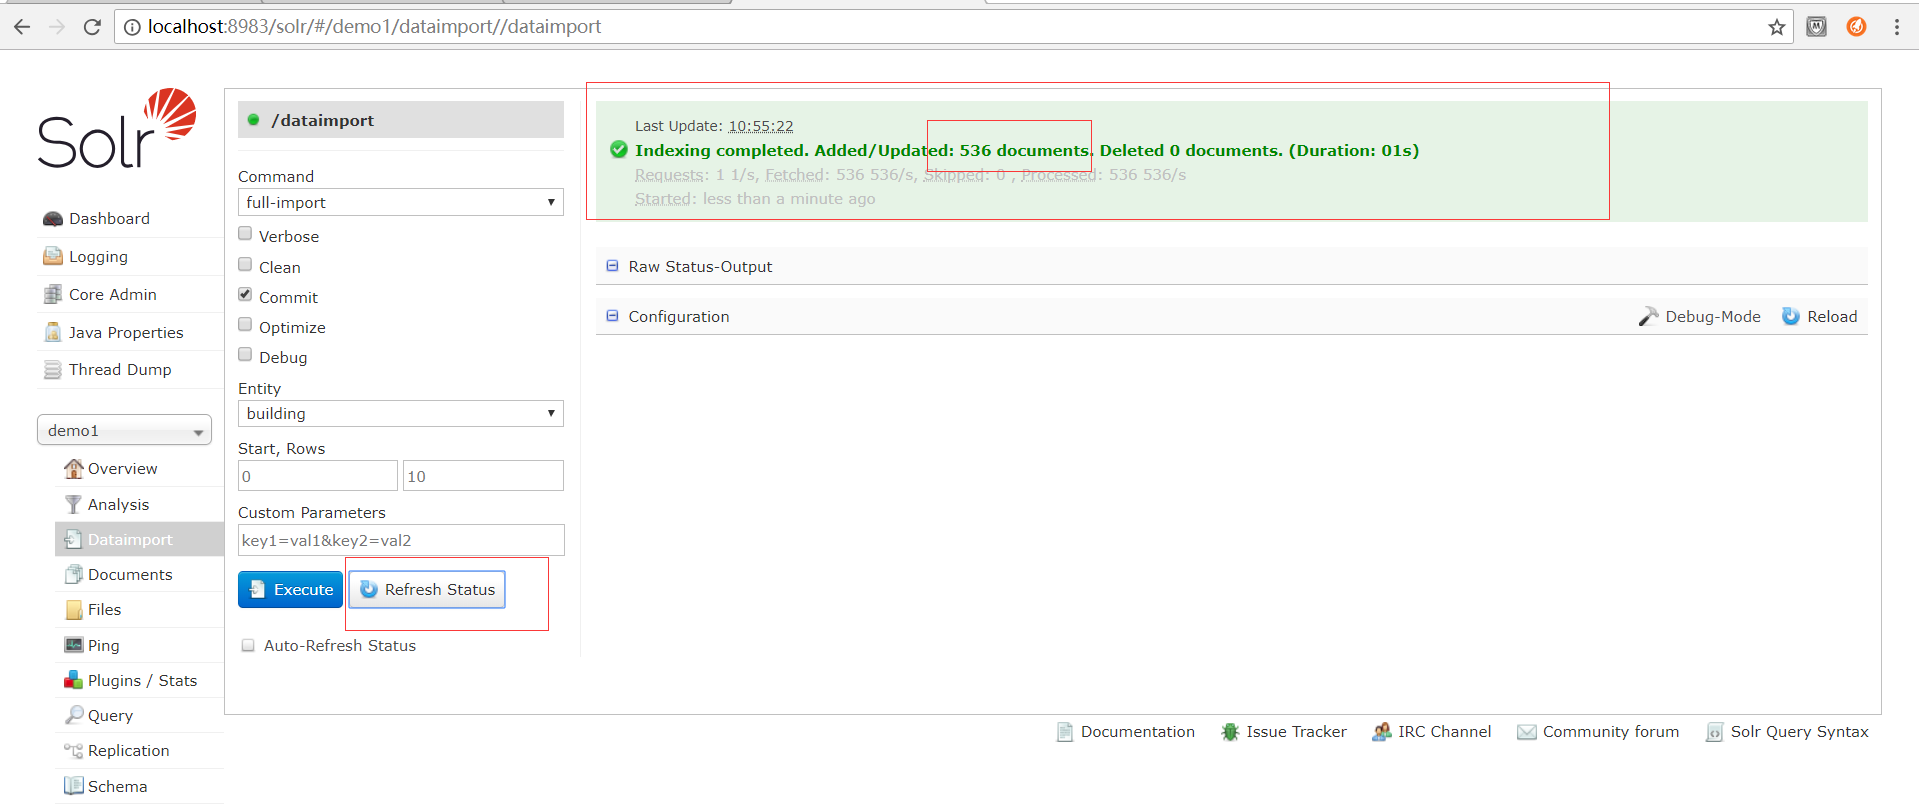 localhost:8983/solr/#/demo1/dataimport//dataimport
Solr
Dashboard
Logging
Core Admin
Java Properties
Thread Dump
demo1
Overview
Analysis
Dataimport
Documents
Files
Ping
Plugins / Stats
Query
Replication
Schema
/dataimport
Command
full-import
Verbose
Clean
Commit
Optimize
Debug
Entity
building
Start, Rows
0 10
Custom Parameters
key1=val1&key2=val2
Execute Refresh Status
Auto-Refresh Status
Last Update: 10:55:22
Indexing completed. Added/Updated: 536 documents. Deleted 0 documents. (Duration: 01s)
Requests: 1 1/s, Fetched: 536 536/s, Skipped: 0 , Processed: 536 536/s
Started: less than a minute ago
Raw Status-Output
Configuration Debug-Mode Reload
Documentation Issue Tracker IRC Channel Community forum Solr Query Syntax